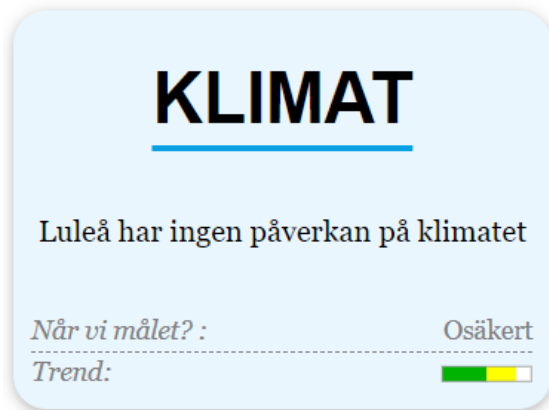 KLIMAT
Luleå har ingen påverkan på klimatet
Når vi målet? : Osäkert
Trend: